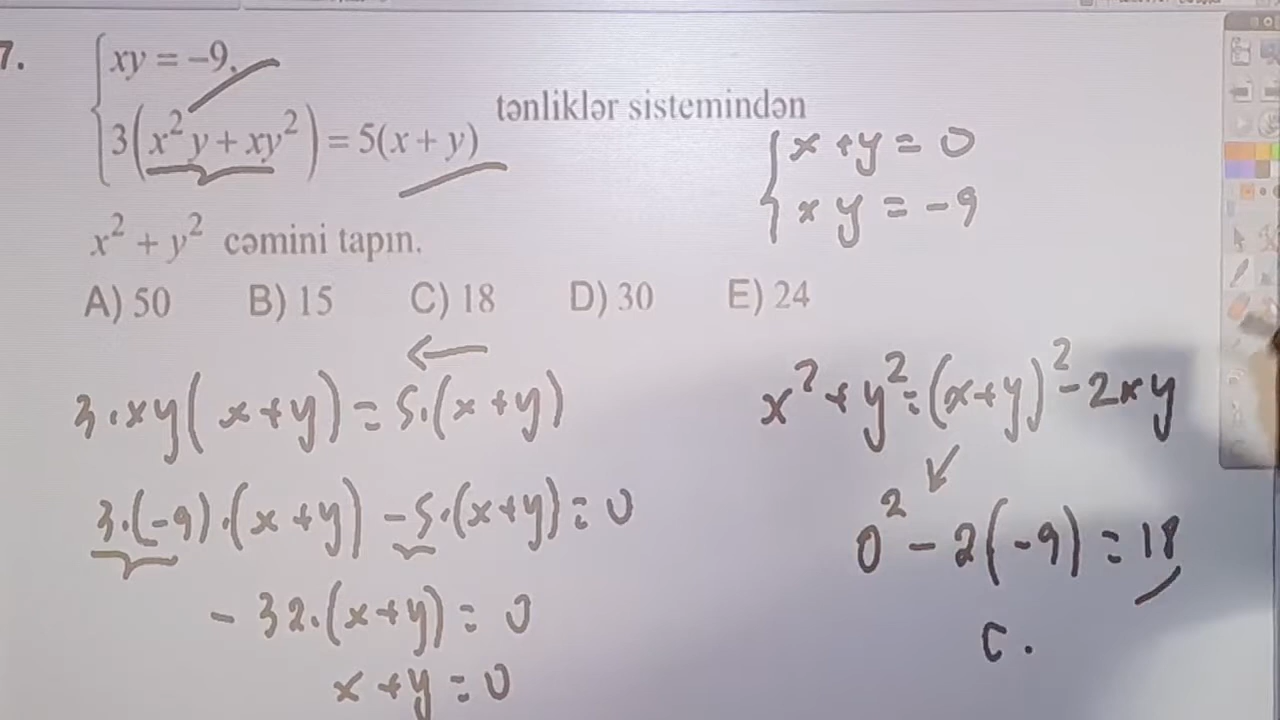 7.
xy = -9,
3(x²y + xy²) = 5(x + y)
tənliklər sistemindən
x + y = 0
xy = -9
x² + y² cəmini tapın.
A) 50 B) 15 C) 18 D) 30 E) 24
3·xy(x+y) = 5·(x+y)
3·(-9)·(x+y) - 5·(x+y) = 0
- 32·(x+y) = 0
x + y = 0
x² + y² = (x+y)² - 2xy
0² - 2(-9) = 18
C.